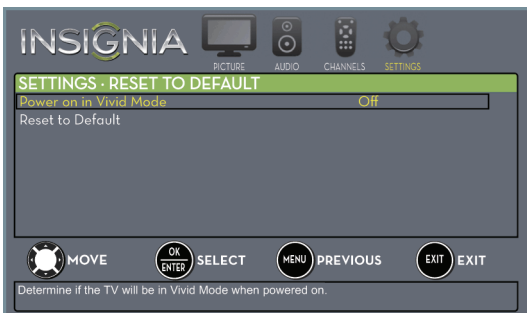 INSIGNIA
PICTURE AUDIO CHANNELS SETTINGS
SETTINGS · RESET TO DEFAULT
Power on in Vivid Mode Off
Reset to Default
MOVE OK ENTER SELECT MENU PREVIOUS EXIT EXIT
Determine if the TV will be in Vivid Mode when powered on.